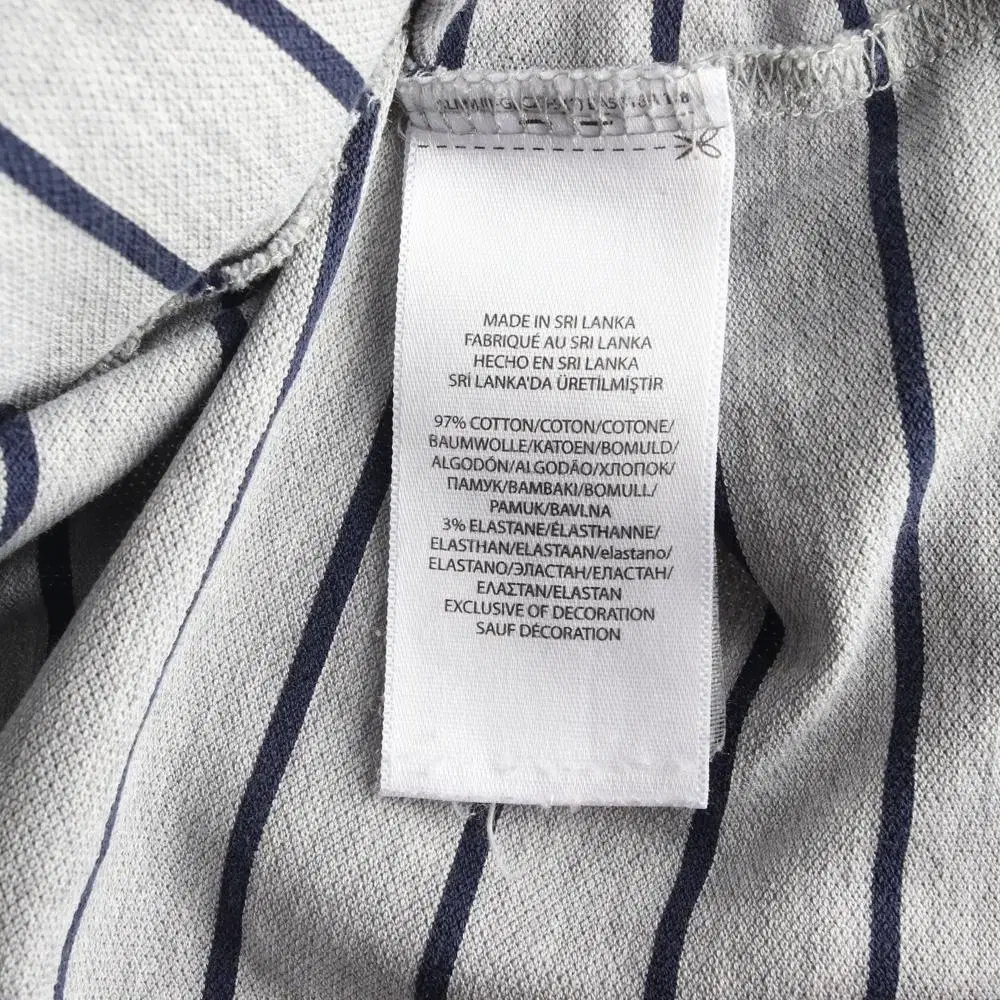 MADE IN SRI LANKA
FABRIQUÉ AU SRI LANKA
HECHO EN SRI LANKA
SRİ LANKA'DA ÜRETİLMİŞTİR
97% COTTON/COTON/COTONE/
BAUMWOLLE/KATOEN/BOMULD/
ALGODÓN/ALGODÃO/ХЛОПОК/
ПАМУК/BAMBAKI/BOMULL/
PAMUK/BAVLNA
3% ELASTANE/ÉLASTHANNE/
ELASTHAN/ELASTAAN/elastano/
ELASTANO/ЭЛАСТАН/ЕЛАСТАН/
ΕΛΑΣΤΑΝ/ELASTAN
EXCLUSIVE OF DECORATION
SAUF DÉCORATION